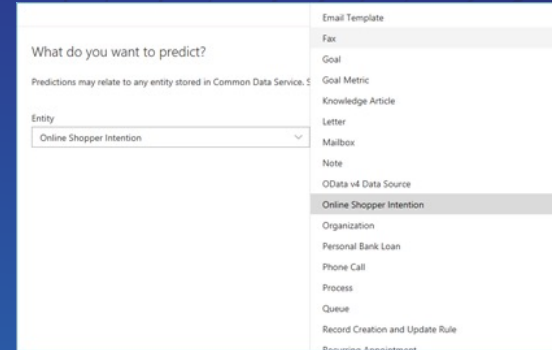 What do you want to predict?
Predictions may relate to any entity stored in Common Data Service.
Entity
Online Shopper Intention
Email Template
Fax
Goal
Goal Metric
Knowledge Article
Letter
Mailbox
Note
OData v4 Data Source
Online Shopper Intention
Organization
Personal Bank Loan
Phone Call
Process
Queue
Record Creation and Update Rule
Recurring Appointment